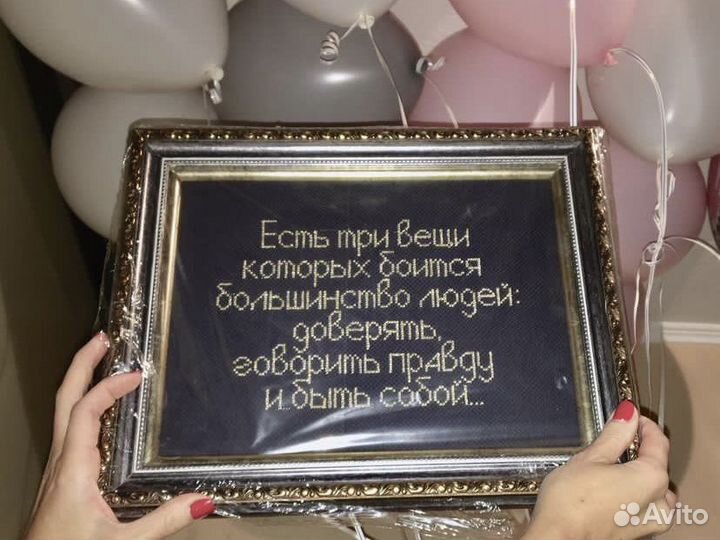 Есть три вещи
которых боится
большинство людей:
доверять,
говорить правду
и быть собой...
Avito